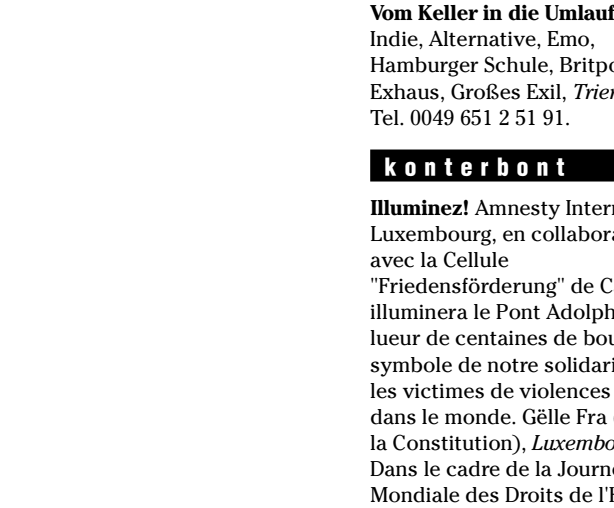 Vom Keller in die Umlauf
Indie, Alternative, Emo,
Hamburger Schule, Britpo
Exhaus, Großes Exil, Trier
Tel. 0049 651 2 51 91.
konterbont
Illuminez! Amnesty Intern
Luxembourg, en collabora
avec la Cellule
"Friedensförderung" de C
illuminera le Pont Adolph
lueur de centaines de bou
symbole de notre solidari
les victimes de violences
dans le monde. Gëlle Fra (
la Constitution), Luxembo
Dans le cadre de la Journé
Mondiale des Droits de l'H